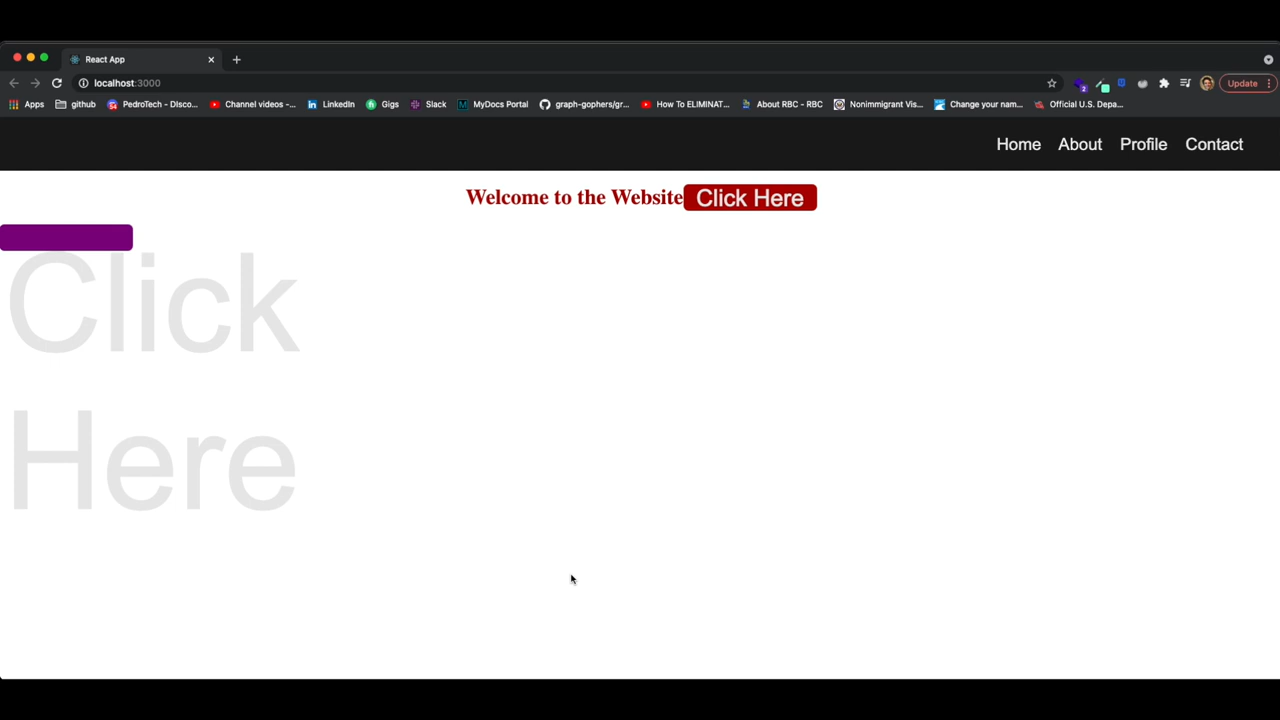 React App
localhost:3000
Apps github PedroTech - DIsco... Channel videos -... LinkedIn Gigs Slack MyDocs Portal graph-gophers/gr... How To ELIMINAT... About RBC - RBC Nonimmigrant Vis... Change your nam... Official U.S. Depa...
Update
2
Home About Profile Contact
Welcome to the Website Click Here
Click
Here